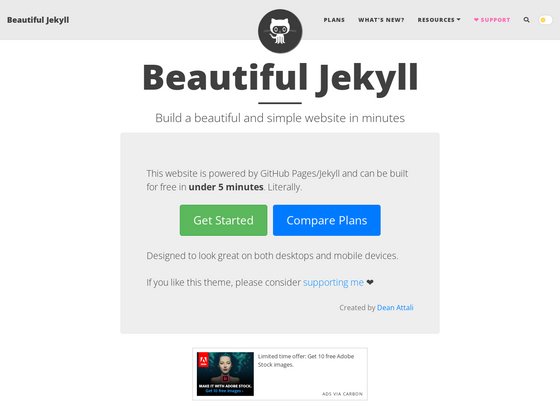 Beautiful Jekyll
PLANS
WHAT'S NEW?
RESOURCES
❤ SUPPORT
Beautiful Jekyll
Build a beautiful and simple website in minutes
This website is powered by GitHub Pages/Jekyll and can be built
for free in under 5 minutes. Literally.
Get Started
Compare Plans
Designed to look great on both desktops and mobile devices.
If you like this theme, please consider supporting me ❤
Created by Dean Attali
Adobe
MAKE IT WITH ADOBE STOCK.
Get 10 free images ›
Limited time offer: Get 10 free Adobe
Stock images.
ADS VIA CARBON